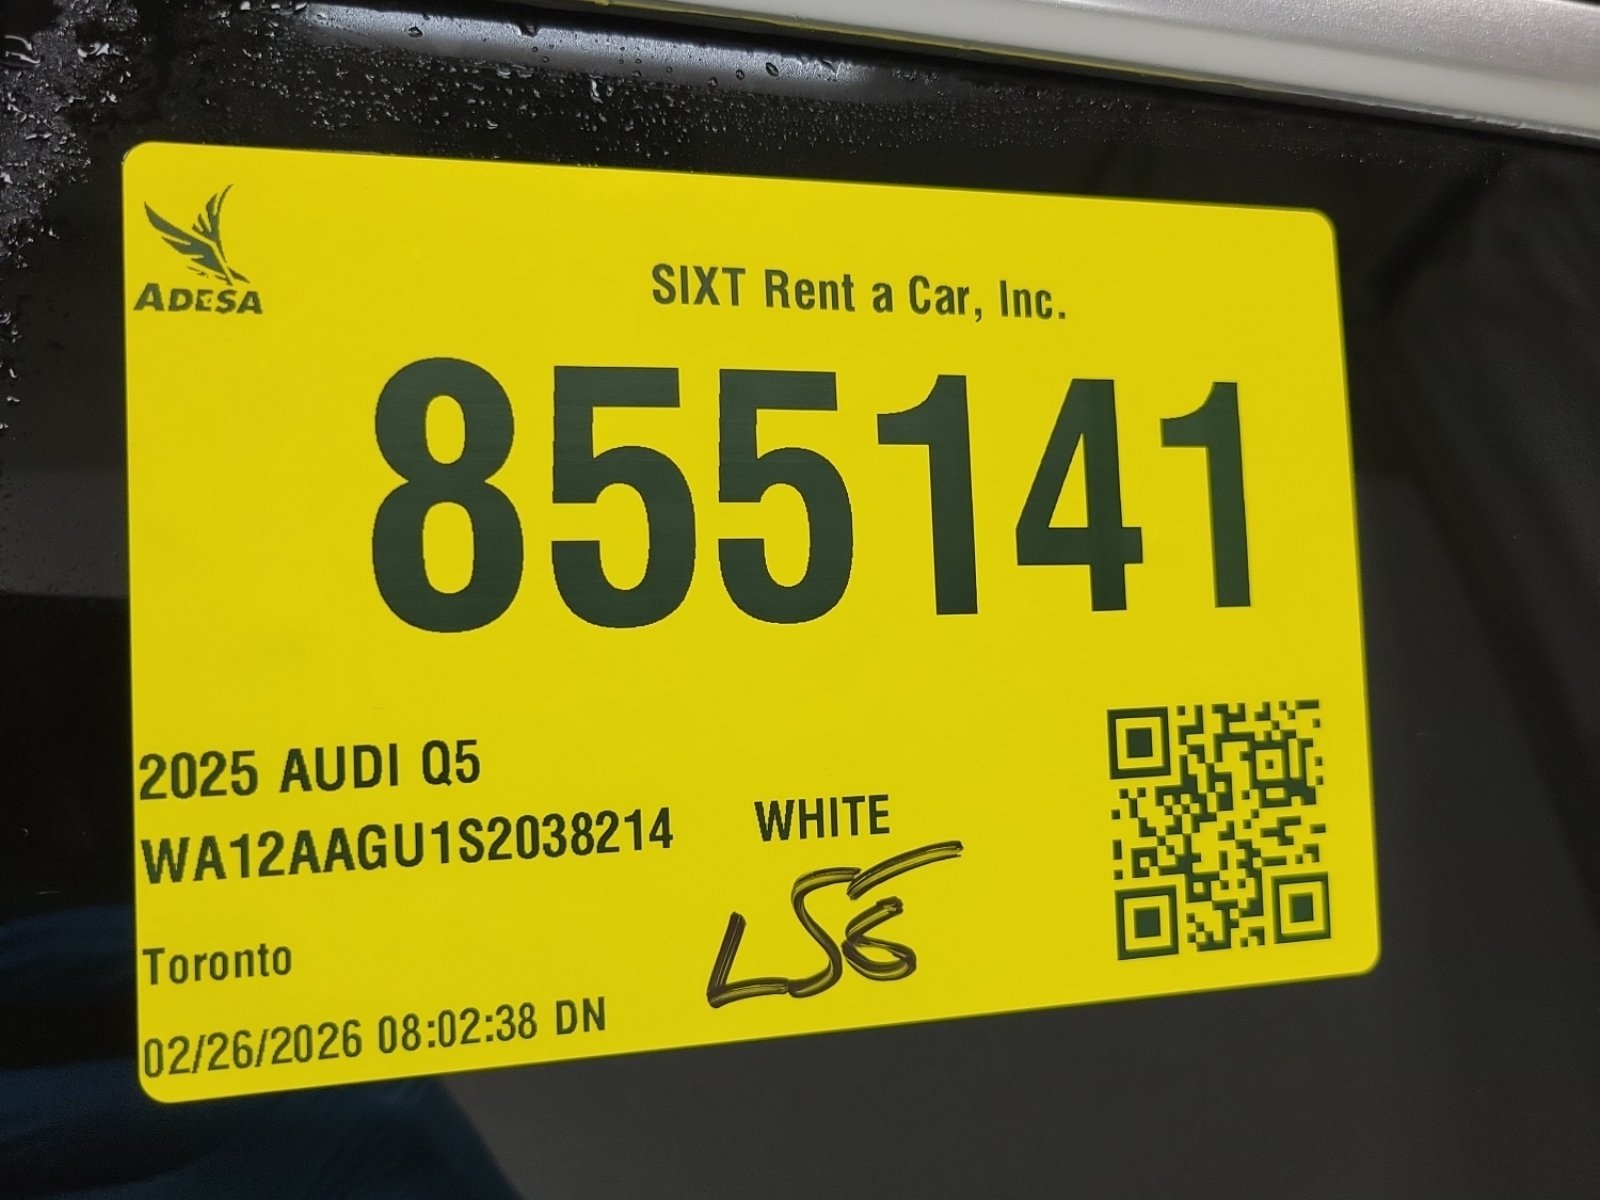 ADESA
SIXT Rent a Car, Inc.
855141
2025 AUDI Q5
WA12AAGU1S2038214 WHITE
Toronto
02/26/2026 08:02:38 DN